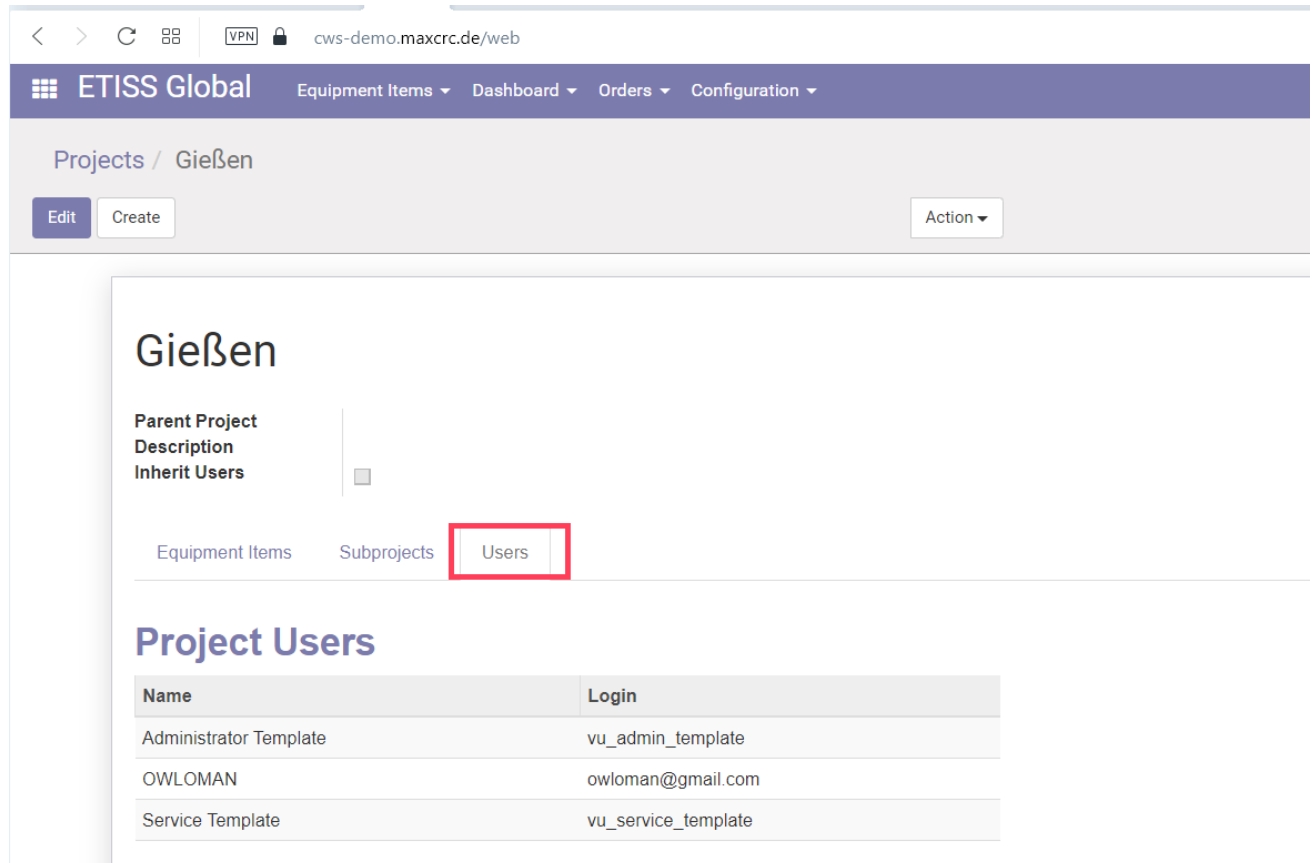 VPN cws-demo.maxcrc.de/web
ETISS Global Equipment Items Dashboard Orders Configuration
Projects / Gießen
Edit Create Action
Gießen
Parent Project
Description
Inherit Users
Equipment Items Subprojects Users
Project Users
Name Login
Administrator Template vu_admin_template
OWLOMAN owloman@gmail.com
Service Template vu_service_template